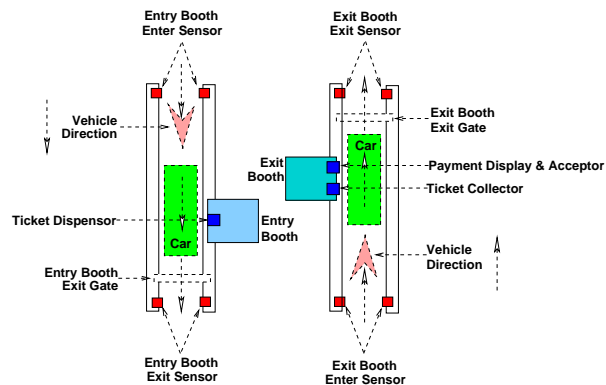 Entry Booth
Enter Sensor
Vehicle
Direction
Ticket Dispensor
Car
Entry
Booth
Entry Booth
Exit Gate
Entry Booth
Exit Sensor
Exit Booth
Exit Sensor
Exit Booth
Exit Gate
Car
Exit
Booth
Payment Display & Acceptor
Ticket Collector
Vehicle
Direction
Exit Booth
Enter Sensor